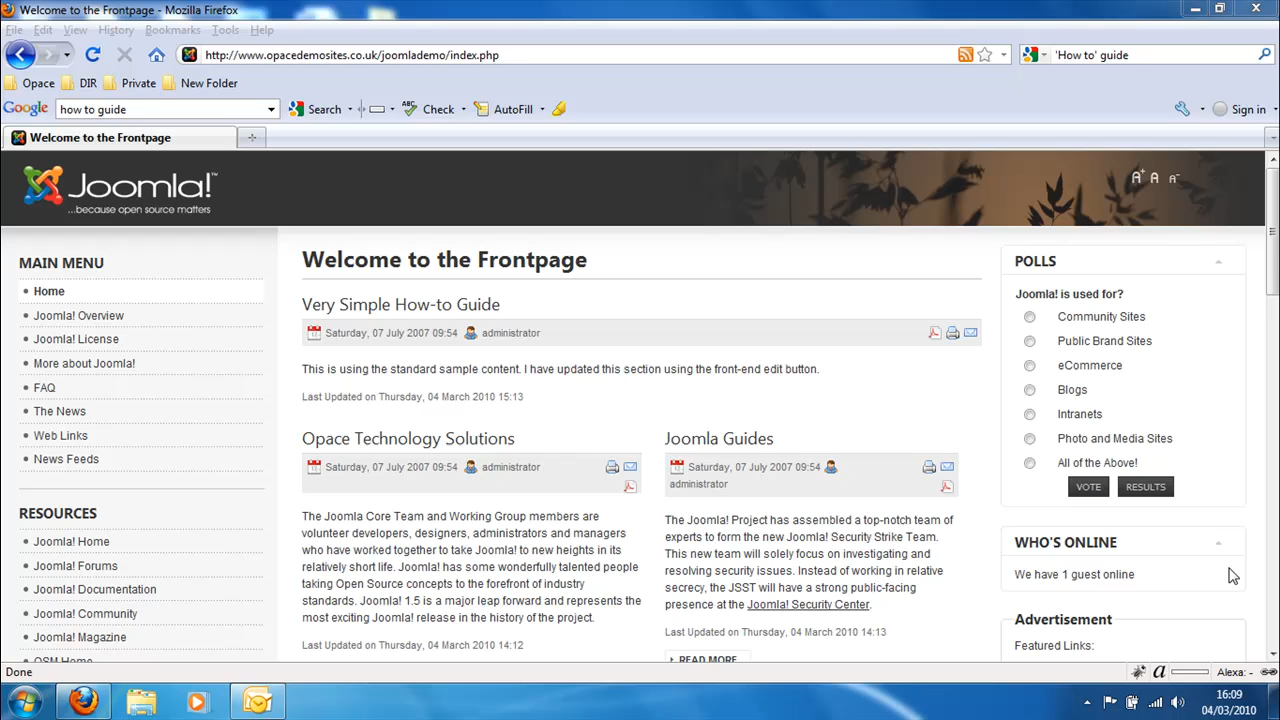 Welcome to the Frontpage - Mozilla Firefox
File Edit View History Bookmarks Tools Help
http://www.opacedemosites.co.uk/joomlademo/index.php
'How to' guide
Opace DIR Private New Folder
Google how to guide Search Check AutoFill Sign in
Welcome to the Frontpage
Joomla!
...because open source matters
A+ A A-
MAIN MENU
Home
Joomla! Overview
Joomla! License
More about Joomla!
FAQ
The News
Web Links
News Feeds
RESOURCES
Joomla! Home
Joomla! Forums
Joomla! Documentation
Joomla! Community
Joomla! Magazine
OSM Home
Welcome to the Frontpage
Very Simple How-to Guide
Saturday, 07 July 2007 09:54 administrator
This is using the standard sample content. I have updated this section using the front-end edit button.
Last Updated on Thursday, 04 March 2010 15:13
Opace Technology Solutions
Saturday, 07 July 2007 09:54 administrator
The Joomla Core Team and Working Group members are
volunteer developers, designers, administrators and managers
who have worked together to take Joomla! to new heights in its
relatively short life. Joomla! has some wonderfully talented people
taking Open Source concepts to the forefront of industry
standards. Joomla! 1.5 is a major leap forward and represents the
most exciting Joomla! release in the history of the project.
Last Updated on Thursday, 04 March 2010 14:12
Joomla Guides
Saturday, 07 July 2007 09:54
administrator
The Joomla! Project has assembled a top-notch team of
experts to form the new Joomla! Security Strike Team.
This new team will solely focus on investigating and
resolving security issues. Instead of working in relative
secrecy, the JSST will have a strong public-facing
presence at the Joomla! Security Center.
Last Updated on Thursday, 04 March 2010 14:13
READ MORE
POLLS
Joomla! is used for?
Community Sites
Public Brand Sites
eCommerce
Blogs
Intranets
Photo and Media Sites
All of the Above!
VOTE RESULTS
WHO'S ONLINE
We have 1 guest online
Advertisement
Featured Links:
Done
Alexa: -
16:09
04/03/2010